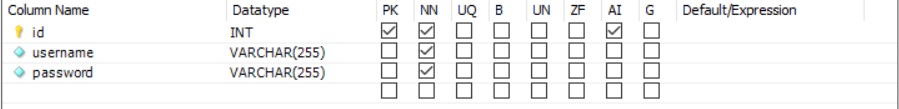 Column Name Datatype PK NN UQ B UN ZF AI G Default/Expression
id INT
username VARCHAR(255)
password VARCHAR(255)